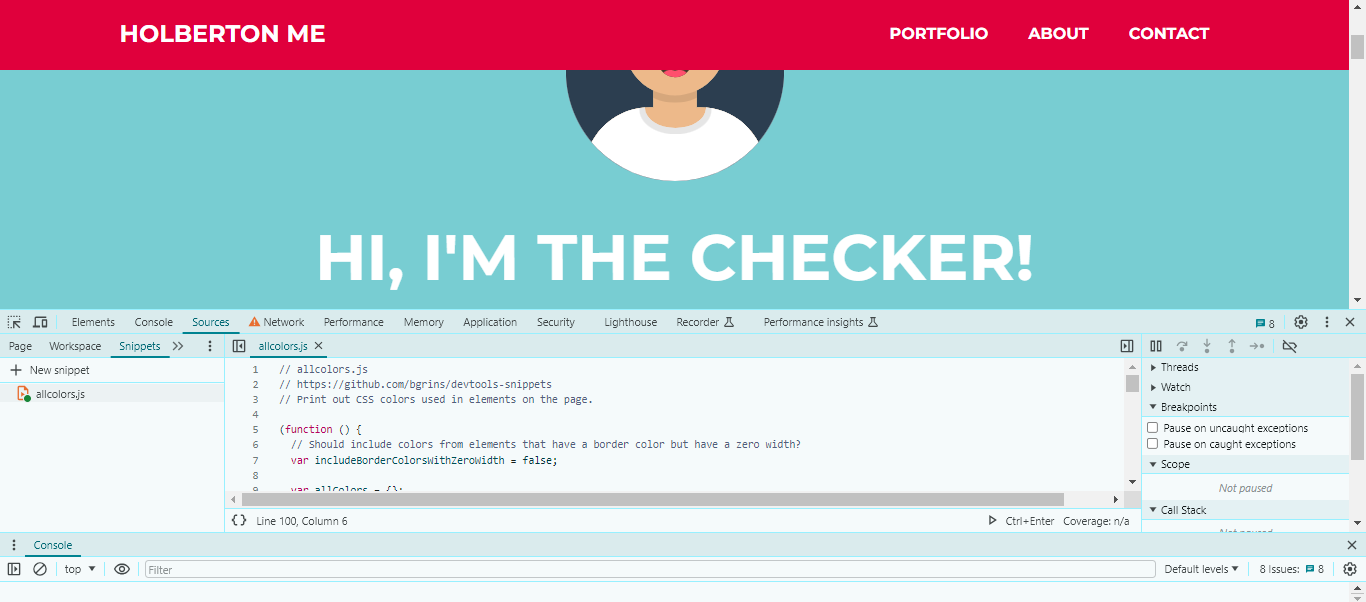 HOLBERTON ME PORTFOLIO ABOUT CONTACT
HI, I'M THE CHECKER!
Elements Console Sources Network Performance Memory Application Security Lighthouse Recorder Performance insights 8
Page Workspace Snippets allcolors.js
New snippet
allcolors.js
1 // allcolors.js
2 // https://github.com/bgrins/devtools-snippets
3 // Print out CSS colors used in elements on the page.
4
5 (function () {
6 // Should include colors from elements that have a border color but have a zero width?
7 var includeBorderColorsWithZeroWidth = false;
8
9 var allColors = {};
Line 100, Column 6 Ctrl+Enter Coverage: n/a
Threads
Watch
Breakpoints
Pause on uncaught exceptions
Pause on caught exceptions
Scope
Not paused
Call Stack
Not paused
Console
top Filter Default levels 8 Issues: 8